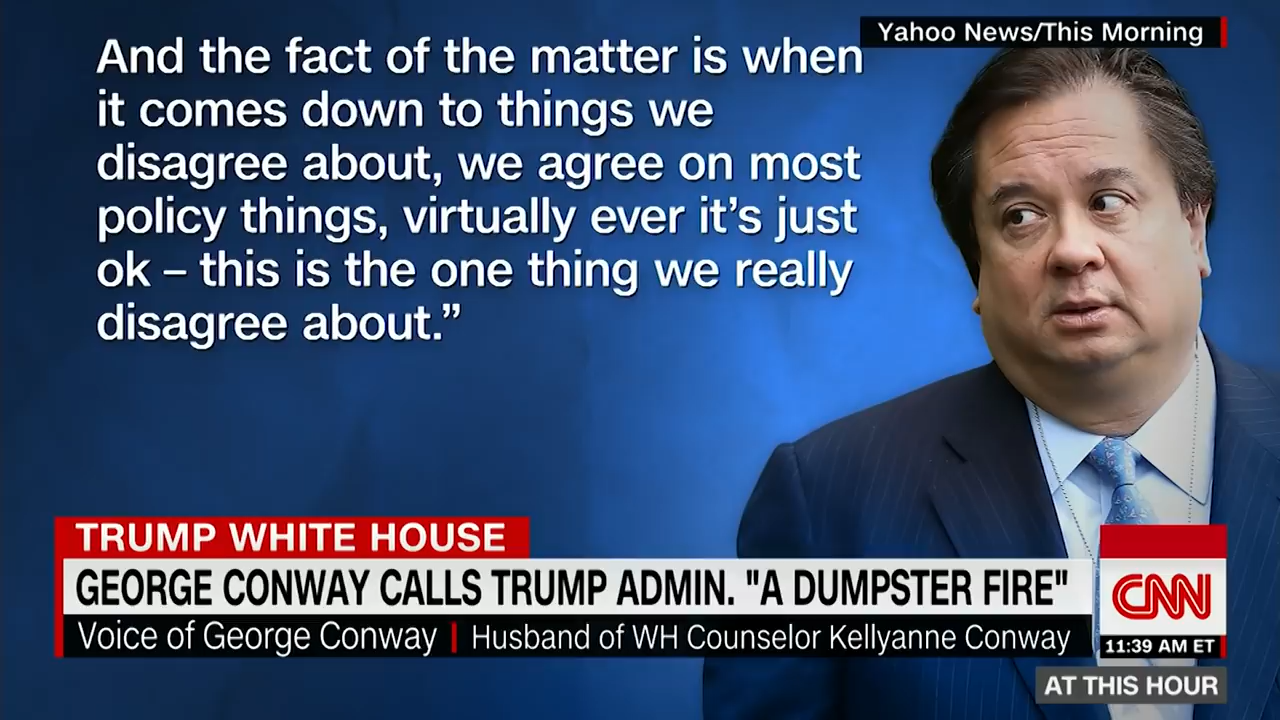 Yahoo News/This Morning
And the fact of the matter is when
it comes down to things we
disagree about, we agree on most
policy things, virtually ever it’s just
ok – this is the one thing we really
disagree about.”
TRUMP WHITE HOUSE
GEORGE CONWAY CALLS TRUMP ADMIN. "A DUMPSTER FIRE"
Voice of George Conway | Husband of WH Counselor Kellyanne Conway
CNN
11:39 AM ET
AT THIS HOUR